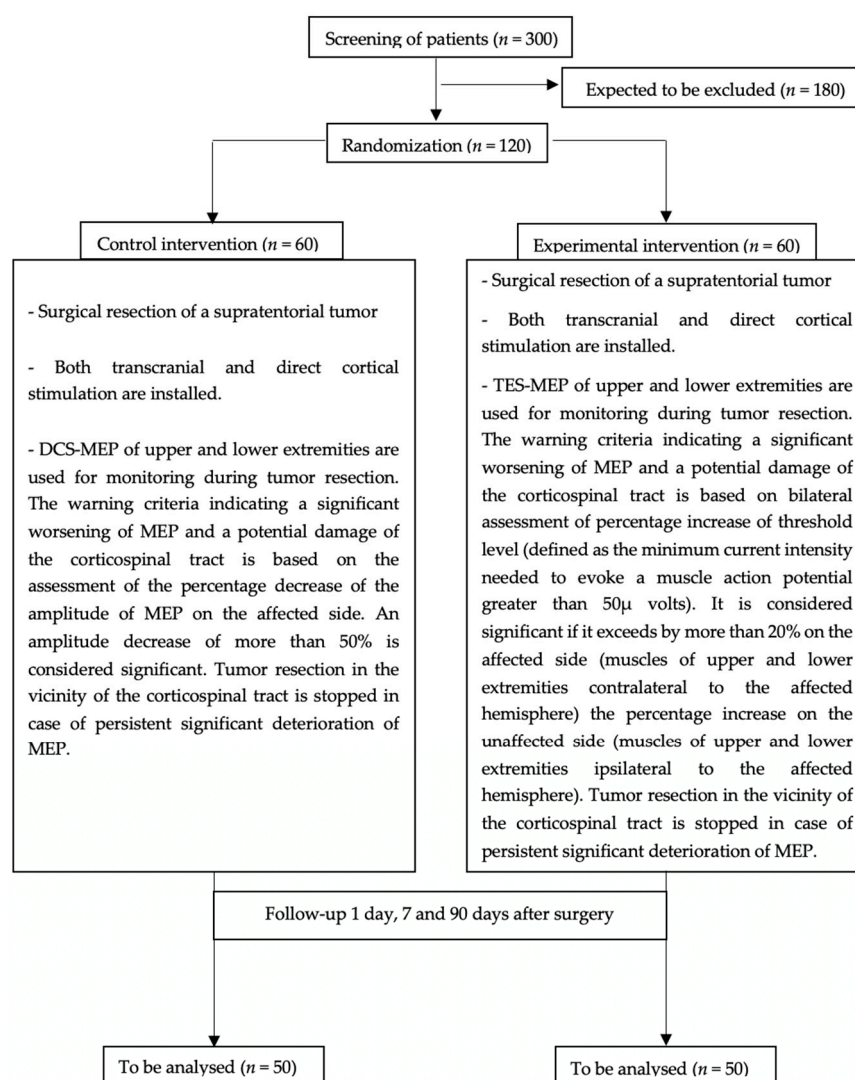 Screening of patients (n = 300)
Expected to be excluded (n = 180)
Randomization (n = 120)
Control intervention (n = 60)
- Surgical resection of a supratentorial tumor
- Both transcranial and direct cortical
stimulation are installed.
- DCS-MEP of upper and lower extremities are
used for monitoring during tumor resection.
The warning criteria indicating a significant
worsening of MEP and a potential damage of
the corticospinal tract is based on the
assessment of the percentage decrease of the
amplitude of MEP on the affected side. An
amplitude decrease of more than 50% is
considered significant. Tumor resection in the
vicinity of the corticospinal tract is stopped in
case of persistent significant deterioration of
MEP.
Experimental intervention (n = 60)
- Surgical resection of a supratentorial tumor
- Both transcranial and direct cortical
stimulation are installed.
- TES-MEP of upper and lower extremities are
used for monitoring during tumor resection.
The warning criteria indicating a significant
worsening of MEP and a potential damage of
the corticospinal tract is based on bilateral
assessment of percentage increase of threshold
level (defined as the minimum current intensity
needed to evoke a muscle action potential
greater than 50μ volts). It is considered
significant if it exceeds by more than 20% on the
affected side (muscles of upper and lower
extremities contralateral to the affected
hemisphere) the percentage increase on the
unaffected side (muscles of upper and lower
extremities ipsilateral to the affected
hemisphere). Tumor resection in the vicinity of
the corticospinal tract is stopped in case of
persistent significant deterioration of MEP.
Follow-up 1 day, 7 and 90 days after surgery
To be analysed (n = 50)
To be analysed (n = 50)